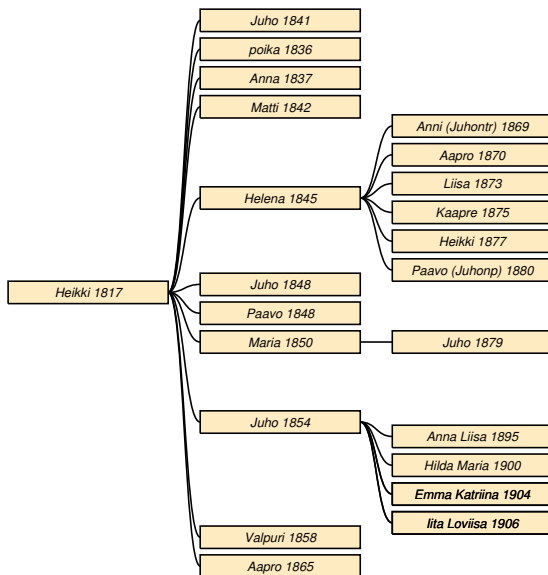 Juho 1841
poika 1836
Anna 1837
Matti 1842
Anni (Juhontr) 1869
Aapro 1870
Liisa 1873
Helena 1845
Kaapre 1875
Heikki 1877
Paavo (Juhonp) 1880
Heikki 1817
Juho 1848
Paavo 1848
Maria 1850
Juho 1879
Juho 1854
Anna Liisa 1895
Hilda Maria 1900
Emma Katriina 1904
Iita Loviisa 1906
Valpuri 1858
Aapro 1865